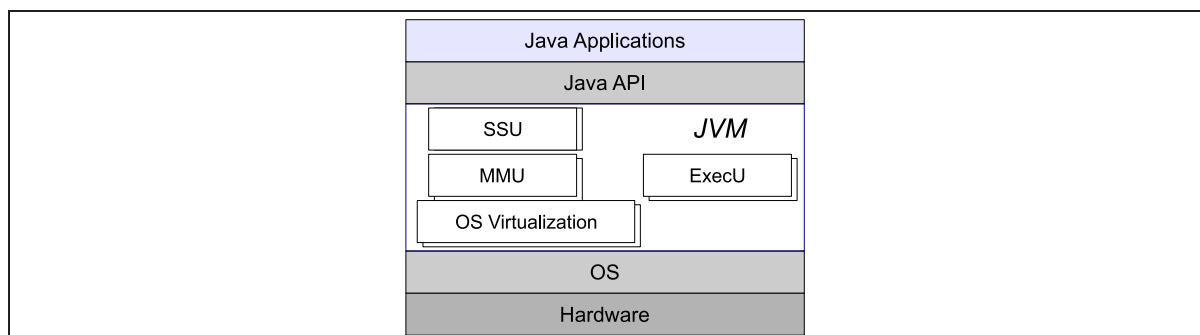 Java Applications
Java API
SSU
JVM
MMU
ExecU
OS Virtualization
OS
Hardware